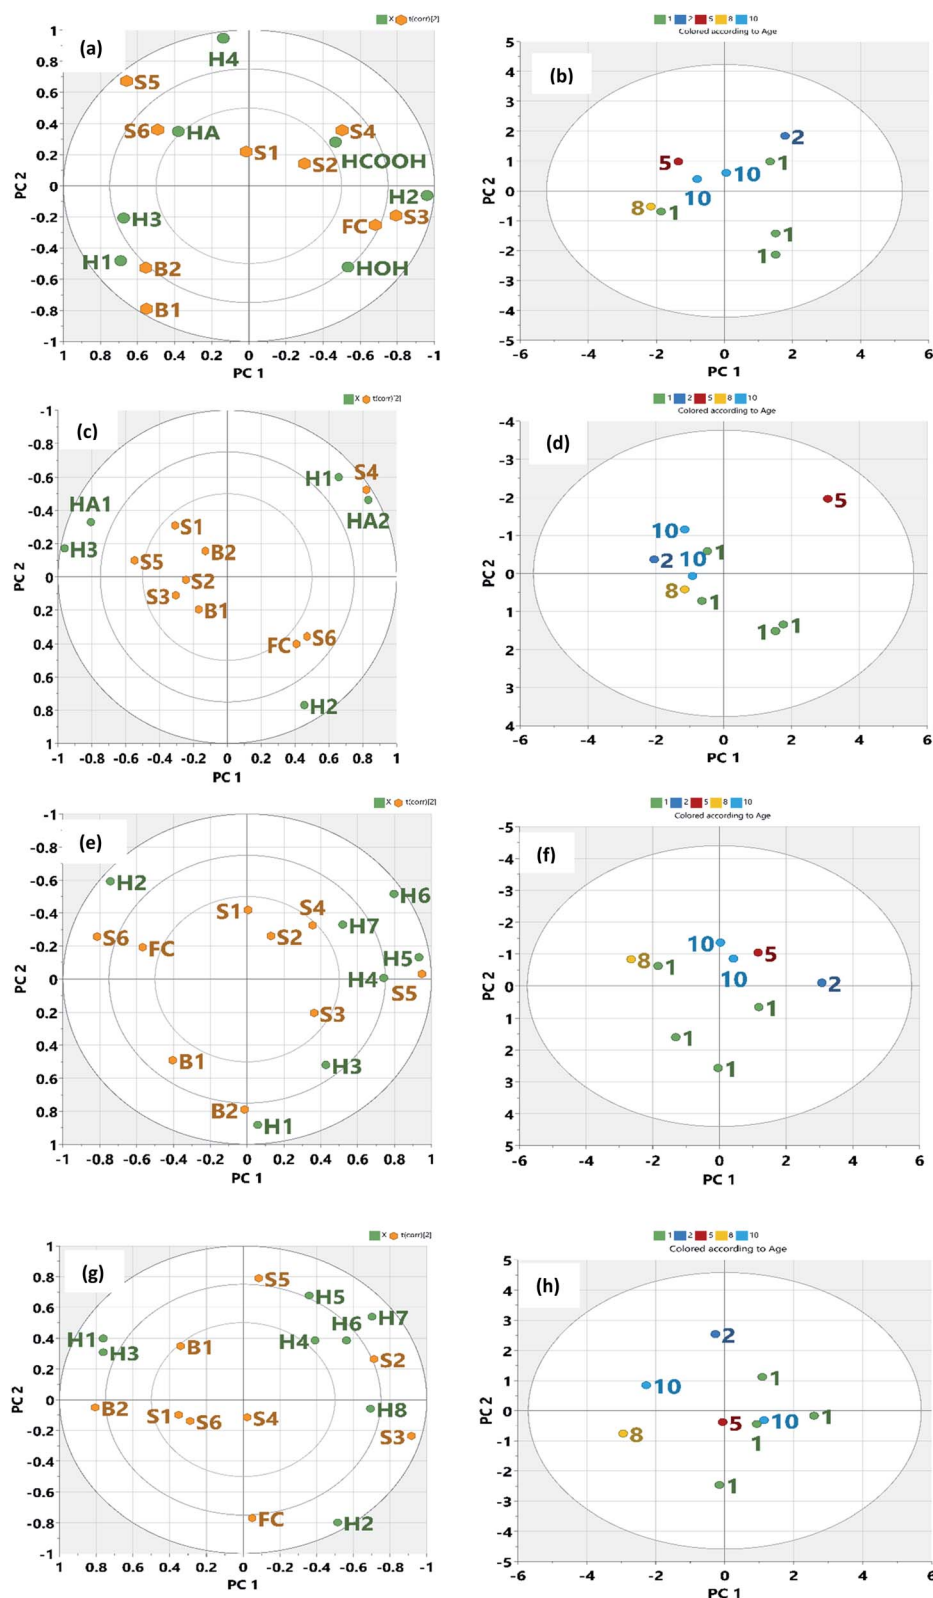 X t(corr)[2]
(a)
H4
S5
S6
HA
S1
S4
S2
HCOOH
H2
S3
FC
H3
H1
B2
HOH
B1
1
0.8
0.6
0.4
0.2
0
-0.2
-0.4
-0.6
-0.8
-1
PC 2
1 0.8 0.6 0.4 0.2 0 -0.2 -0.4 -0.6 -0.8 -1
PC 1
1 2 5 8 10
Colored according to Age
(b)
2
5
1
10
10
8
1
1
1
5
4
3
2
1
0
-1
-2
-3
-4
-5
PC 2
-6 -4 -2 0 2 4 6
PC 1
X t(corr)[2]
(c)
S4
H1
HA2
HA1
S1
H3
B2
S5
S2
S3
B1
S6
FC
H2
-1
-0.8
-0.6
-0.4
-0.2
0
0.2
0.4
0.6
0.8
1
PC 2
-1 -0.8 -0.6 -0.4 -0.2 0 0.2 0.4 0.6 0.8 1
PC 1
1 2 5 8 10
Colored according to Age
(d)
5
10
1
2
10
8
1
1
1
-4
-3
-2
-1
0
1
2
3
4
PC 2
-6 -4 -2 0 2 4 6
PC 1
X t(corr)[2]
(e)
H2
H6
S1
S4
H7
S2
S6
FC
H5
H4
S5
S3
B1
H3
B2
H1
-1
-0.8
-0.6
-0.4
-0.2
0
0.2
0.4
0.6
0.8
1
PC 2
-1 -0.8 -0.6 -0.4 -0.2 0 0.2 0.4 0.6 0.8 1
PC 1
1 2 5 8 10
Colored according to Age
(f)
10
5
8
1
10
2
1
1
1
-5
-4
-3
-2
-1
0
1
2
3
4
5
PC 2
-6 -4 -2 0 2 4 6
PC 1
X t(corr)[2]
(g)
S5
H5
H7
H6
H1
H4
H3
B1
S2
B2
S1
S6
S4
H8
S3
FC
H2
1
0.8
0.6
0.4
0.2
0
-0.2
-0.4
-0.6
-0.8
-1
PC 2
1 0.8 0.6 0.4 0.2 0 -0.2 -0.4 -0.6 -0.8 -1
PC 1
1 2 5 8 10
Colored according to Age
(h)
2
1
10
5
10
1
1
8
1
5
4
3
2
1
0
-1
-2
-3
-4
-5
PC 2
-6 -4 -2 0 2 4 6
PC 1